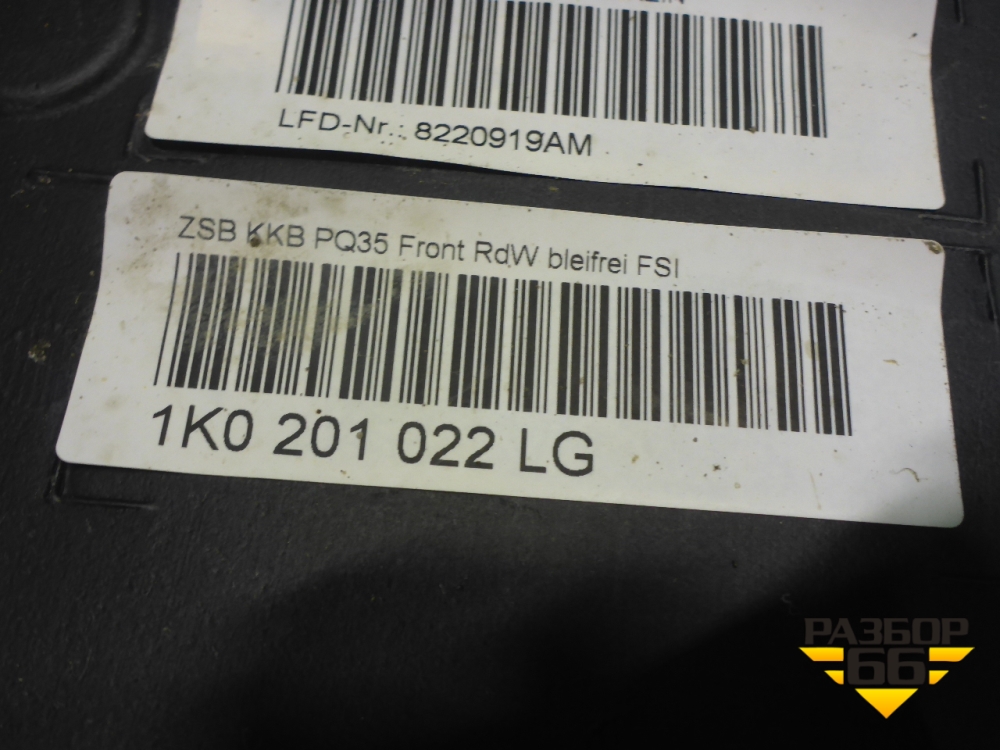 LFD-Nr.: 8220919AM
ZSB KKB PQ35 Front RdW bleifrei FSI
1K0 201 022 LG
РАЗБОР
66